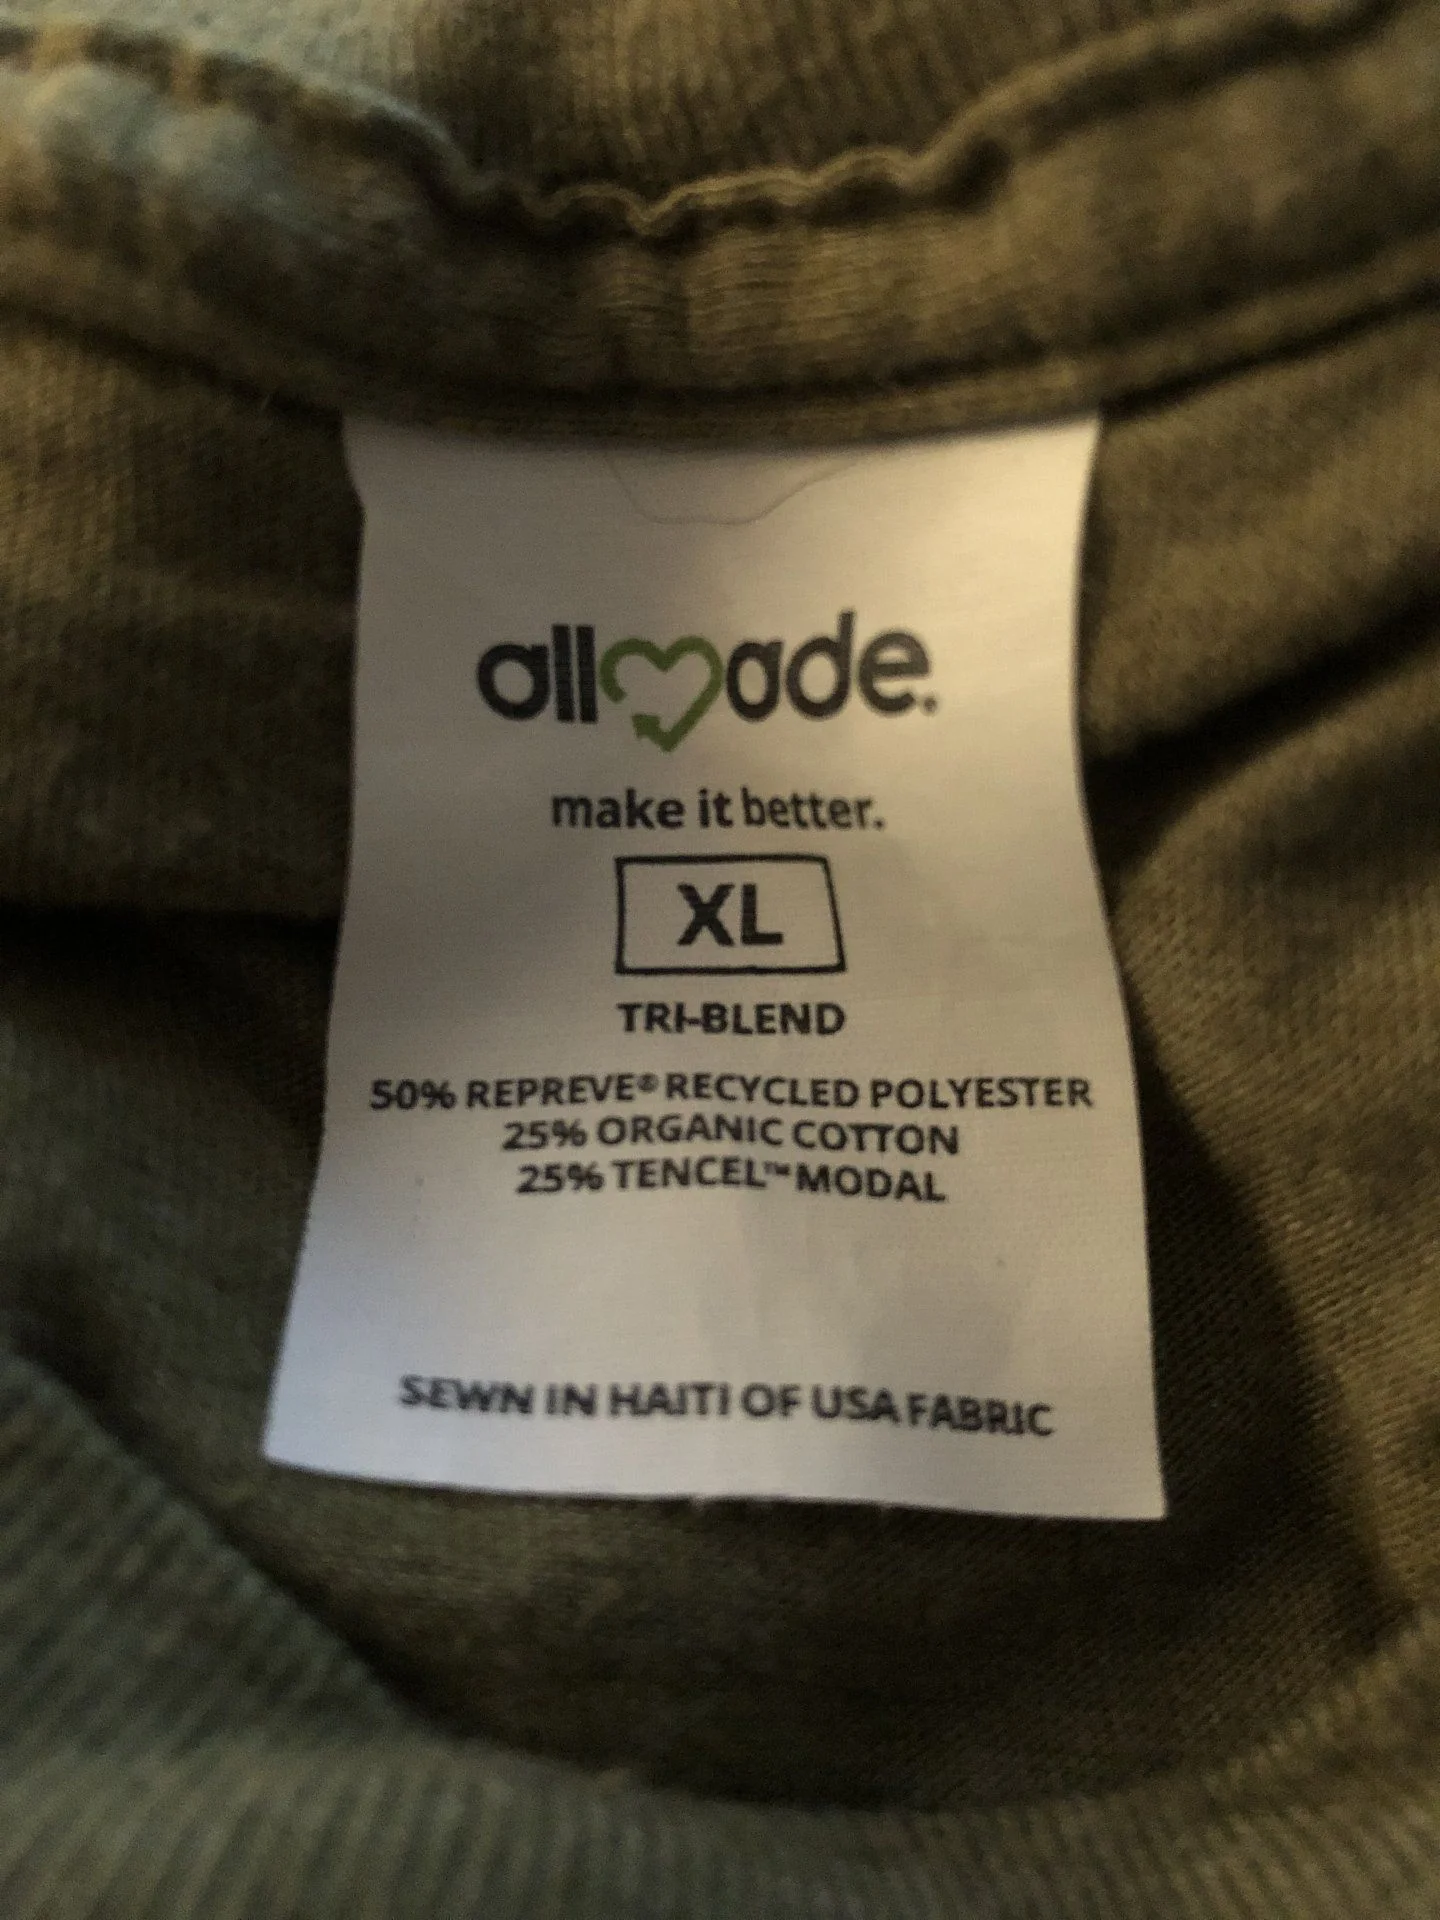 allmade.
make it better.
XL
TRI-BLEND
50% REPREVE® RECYCLED POLYESTER
25% ORGANIC COTTON
25% TENCEL™ MODAL
SEWN IN HAITI OF USA FABRIC